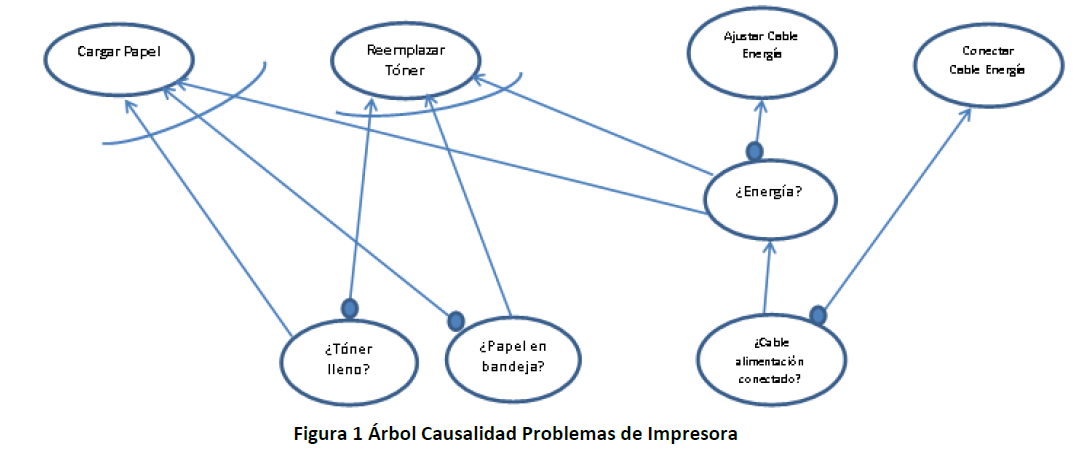 Cargar Papel
Reemplazar
Tóner
Ajustar Cable
Energía
Conectar
Cable Energía
¿Energía?
¿Tóner
lleno?
¿Papel en
bandeja?
¿Cable
alimentación
conectado?
Figura 1 Árbol Causalidad Problemas de Impresora